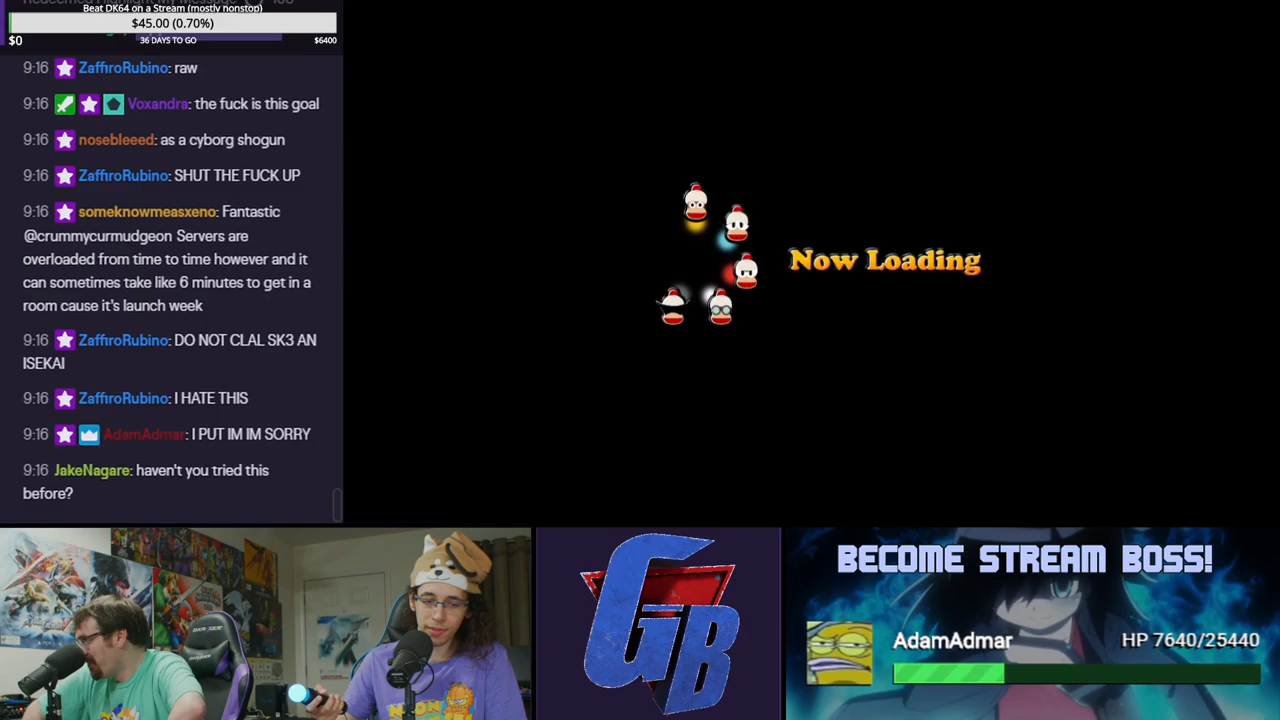 Redeemed Highlight My Message 100
Beat DK64 on a Stream (mostly nonstop)
$45.00 (0.70%)
$0
36 DAYS TO GO
$6400
9:16 ZaffiroRubino: raw
9:16 Voxandra: the fuck is this goal
9:16 nosebleeed: as a cyborg shogun
9:16 ZaffiroRubino: SHUT THE FUCK UP
9:16 someknowmeasxeno: Fantastic
@crummycurmudgeon Servers are
overloaded from time to time however and it
can sometimes take like 6 minutes to get in a
room cause it's launch week
9:16 ZaffiroRubino: DO NOT CLAL SK3 AN
ISEKAI
9:16 ZaffiroRubino: I HATE THIS
9:16 AdamAdmar: I PUT IM IM SORRY
9:16 JakeNagare: haven't you tried this
before?
Now Loading
GB
BECOME STREAM BOSS!
AdamAdmar
HP 7640/25440